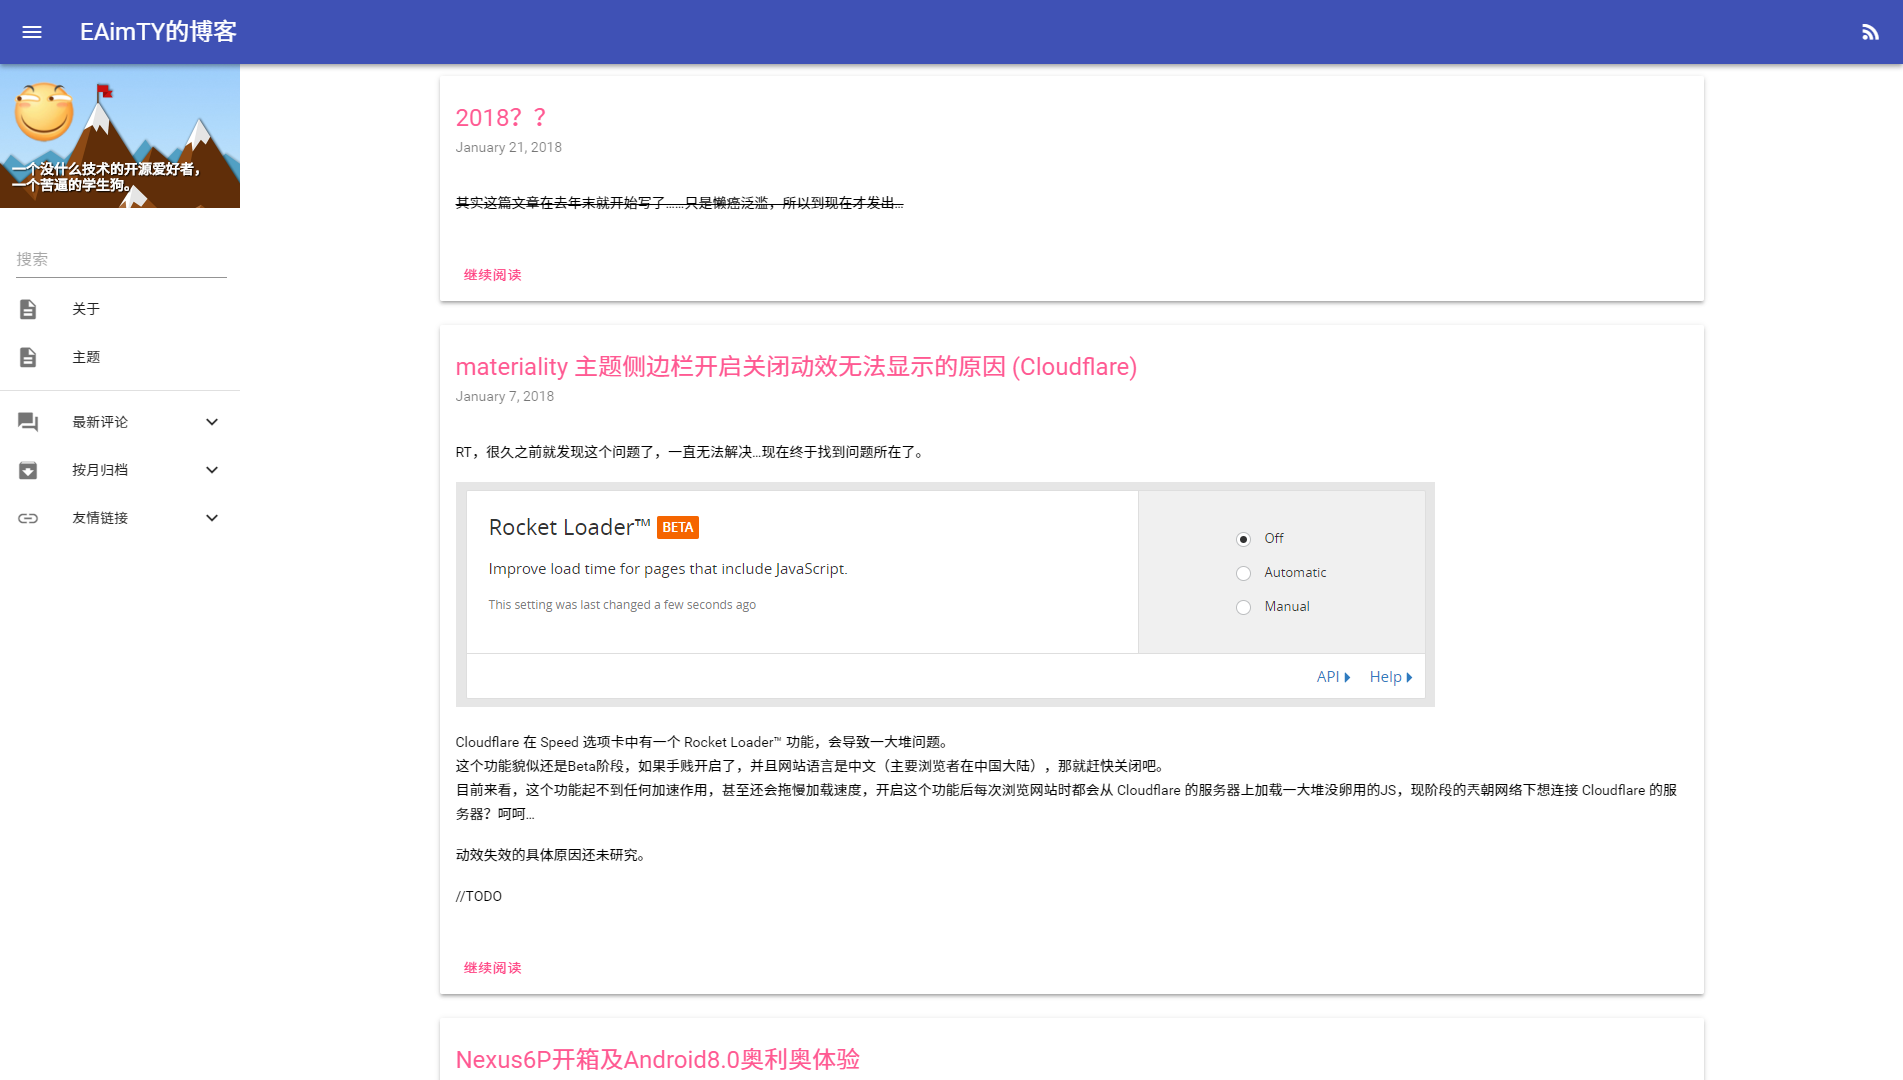 EAimTY的博客
一个没什么技术的开源爱好者，
一个苦逼的学生狗。
搜索
关于
主题
最新评论
按月归档
友情链接
2018？？
January 21, 2018
其实这篇文章在去年末就开始写了……只是懒癌泛滥，所以到现在才发出…
继续阅读
materiality 主题侧边栏开启关闭动效无法显示的原因 (Cloudflare)
January 7, 2018
RT，很久之前就发现这个问题了，一直无法解决…现在终于找到问题所在了。
Rocket Loader™ BETA
Improve load time for pages that include JavaScript.
This setting was last changed a few seconds ago
Off
Automatic
Manual
API Help
Cloudflare 在 Speed 选项卡中有一个 Rocket Loader™ 功能，会导致一大堆问题。
这个功能貌似还是Beta阶段，如果手贱开启了，并且网站语言是中文（主要浏览者在中国大陆），那就赶快关闭吧。
目前来看，这个功能起不到任何加速作用，甚至还会拖慢加载速度，开启这个功能后每次浏览网站时都会从 Cloudflare 的服务器上加载一大堆没卵用的JS，现阶段的兲朝网络下想连接 Cloudflare 的服
务器？呵呵…
动效失效的具体原因还未研究。
//TODO
继续阅读
Nexus6P开箱及Android8.0奥利奥体验